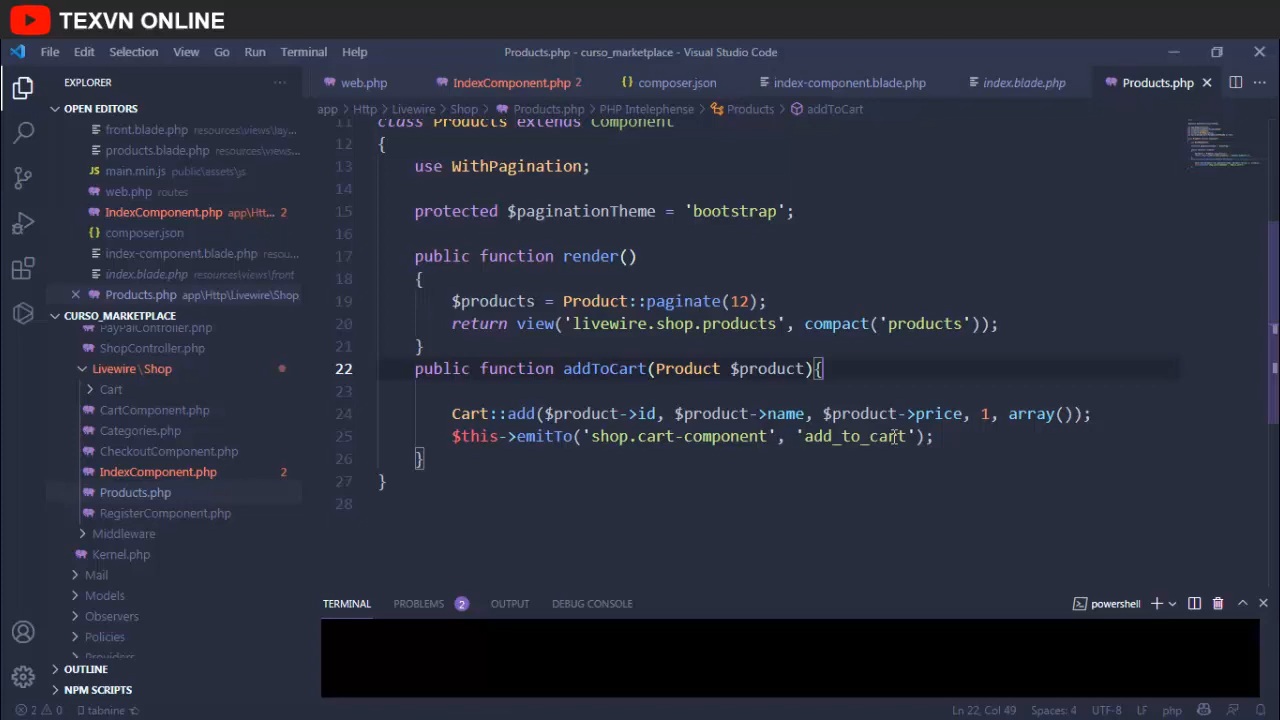 TEXVN ONLINE
File Edit Selection View Go Run Terminal Help
Products.php - curso_marketplace - Visual Studio Code
EXPLORER
OPEN EDITORS
front.blade.php resources\views\lay...
products.blade.php resources\views...
main.min.js public\assets\js
web.php routes
IndexComponent.php app\Htt... 2
composer.json
index-component.blade.php resou...
index.blade.php resources\views\front
Products.php app\Http\Livewire\Shop
CURSO_MARKETPLACE
PayPalController.php
ShopController.php
Livewire\Shop
Cart
CartComponent.php
Categories.php
CheckoutComponent.php
IndexComponent.php 2
Products.php
RegisterComponent.php
Middleware
Kernel.php
Mail
Models
Observers
Policies
Providers
OUTLINE
NPM SCRIPTS
web.php IndexComponent.php 2 composer.json index-component.blade.php index.blade.php Products.php
app > Http > Livewire > Shop > Products.php > PHP Intelephense > Products > addToCart
11 class Products extends Component
12 {
13 use WithPagination;
14
15 protected $paginationTheme = 'bootstrap';
16
17 public function render()
18 {
19 $products = Product::paginate(12);
20 return view('livewire.shop.products', compact('products'));
21 }
22 public function addToCart(Product $product){
23
24 Cart::add($product->id, $product->name, $product->price, 1, array());
25 $this->emitTo('shop.cart-component', 'add_to_cart');
26 }
27 }
28
TERMINAL PROBLEMS 2 OUTPUT DEBUG CONSOLE
powershell
2 0 tabnine
Ln 22, Col 49 Spaces: 4 UTF-8 LF php